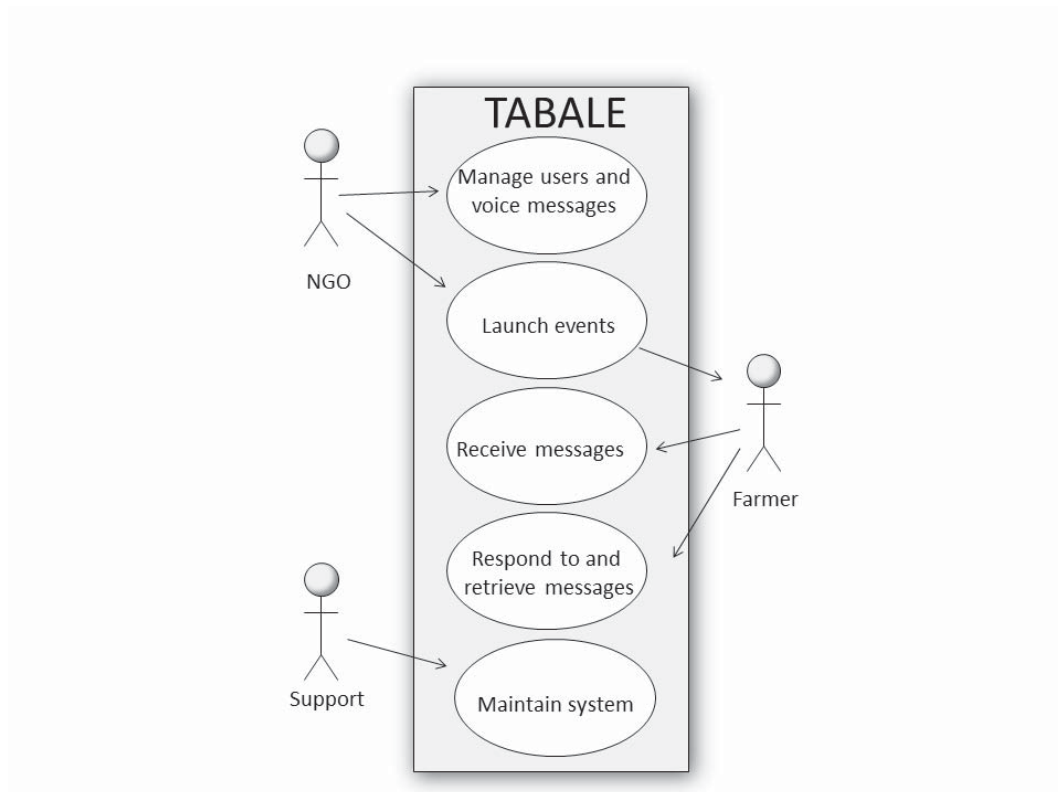 TABALE
Manage users and
voice messages
NGO
Launch events
Receive messages
Farmer
Respond to and
retrieve messages
Support
Maintain system